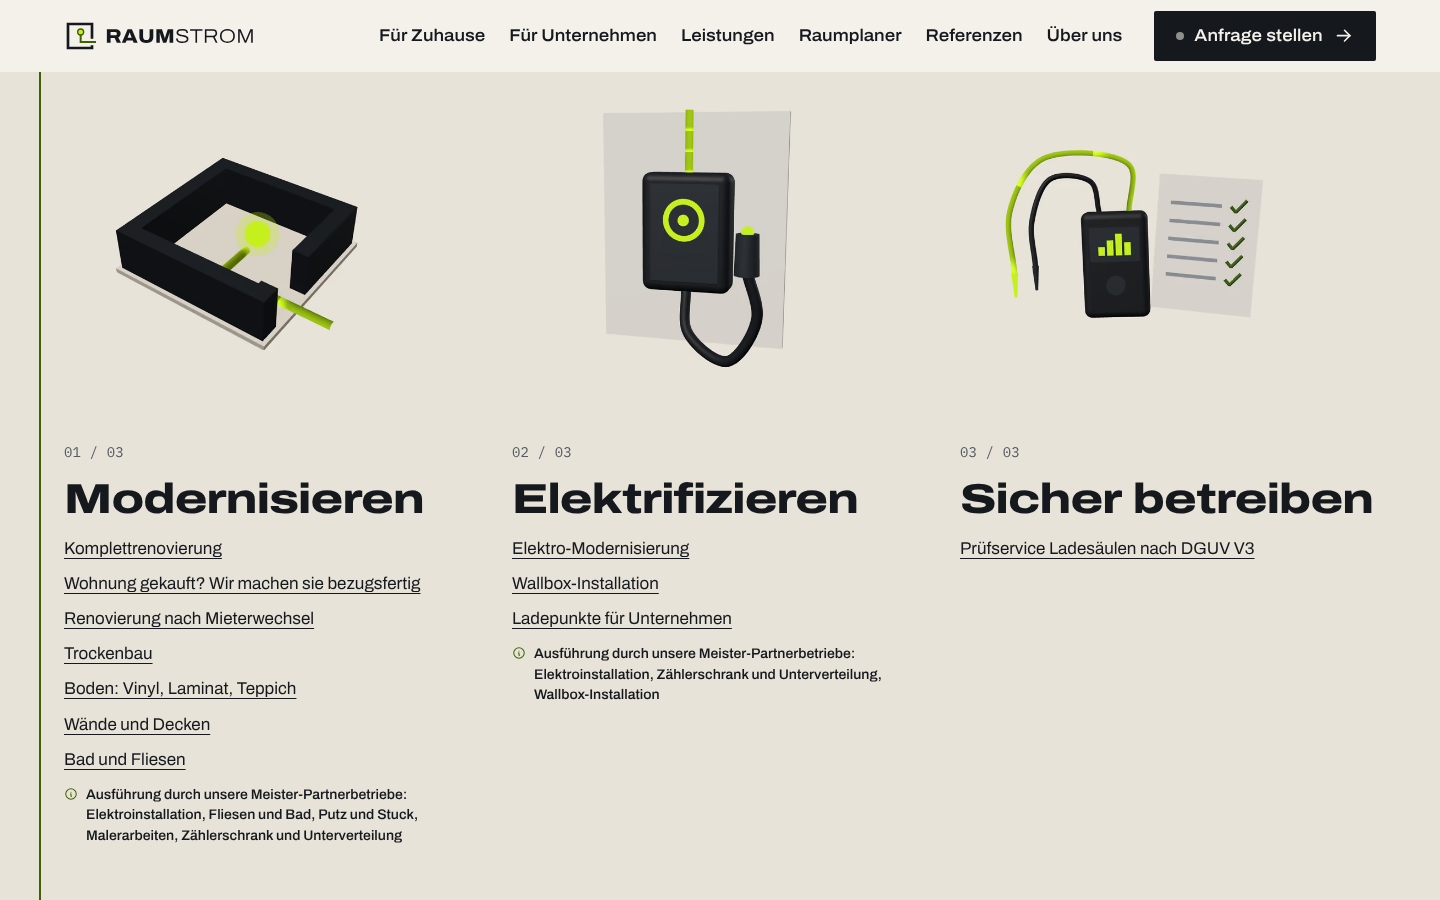 RAUMSTROM
Für Zuhause
Für Unternehmen
Leistungen
Raumplaner
Referenzen
Über uns
Anfrage stellen
01 / 03
Modernisieren
Komplettrenovierung
Wohnung gekauft? Wir machen sie bezugsfertig
Renovierung nach Mieterwechsel
Trockenbau
Boden: Vinyl, Laminat, Teppich
Wände und Decken
Bad und Fliesen
Ausführung durch unsere Meister-Partnerbetriebe:
Elektroinstallation, Fliesen und Bad, Putz und Stuck,
Malerarbeiten, Zählerschrank und Unterverteilung
02 / 03
Elektrifizieren
Elektro-Modernisierung
Wallbox-Installation
Ladepunkte für Unternehmen
Ausführung durch unsere Meister-Partnerbetriebe:
Elektroinstallation, Zählerschrank und Unterverteilung,
Wallbox-Installation
03 / 03
Sicher betreiben
Prüfservice Ladesäulen nach DGUV V3